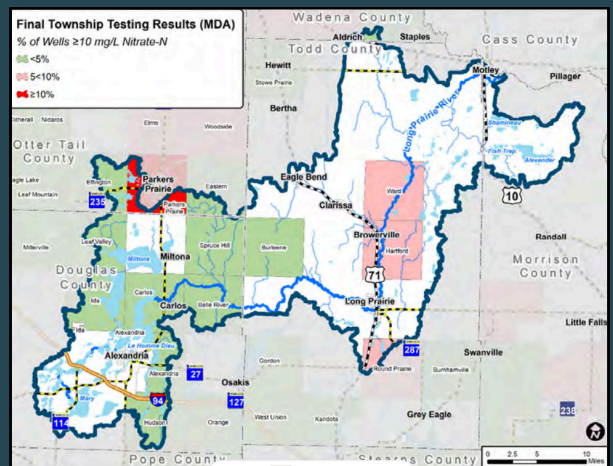 Final Township Testing Results (MDA)
% of Wells ≥10 mg/L Nitrate-N
<5%
5<10%
≥10%
Wadena County
Aldrich
Staples
Todd County
Cass County
Hewitt
Motley
Pillager
Stowe Prairie
Bertha
Nidaros
Elmo
Woodside
Otter Tail
County
Long Prairie River
Shamineau
Fish Trap
Alexander
Effington
Parkers
Prairie
Eagle Lake
Leaf Mountain
235
Parkers
Prairie
Eastern
Eagle Bend
Ward
10
Clarissa
Randall
Millerville
Leaf Valley
Spruce Hill
Burleene
Browerville
Hartford
Miltona
Miltona
Morrison
County
Douglas
County
71
Ida
Carlos
Carlos
Belle River
Long Prairie
Little Falls
Ida
Alexandria
Le Homme Dieu
Alexandria
Alexandria
287
Swanville
Gordon
Round Prairie
Burnhamville
Osakis
27
94
127
Mary
114
Hudson
Orange
West Union
Kandota
Grey Eagle
238
Pope County
Stearns County
0 2.5 5 10
Miles